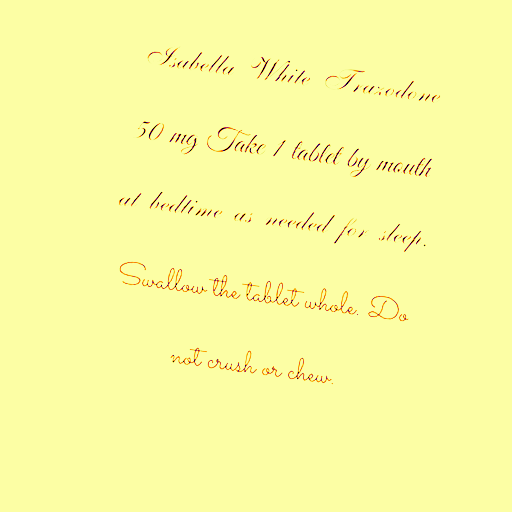 Isabella White Trazodone
50 mg Take 1 tablet by mouth
at bedtime as needed for sleep.
Swallow the tablet whole. Do
not crush or chew.